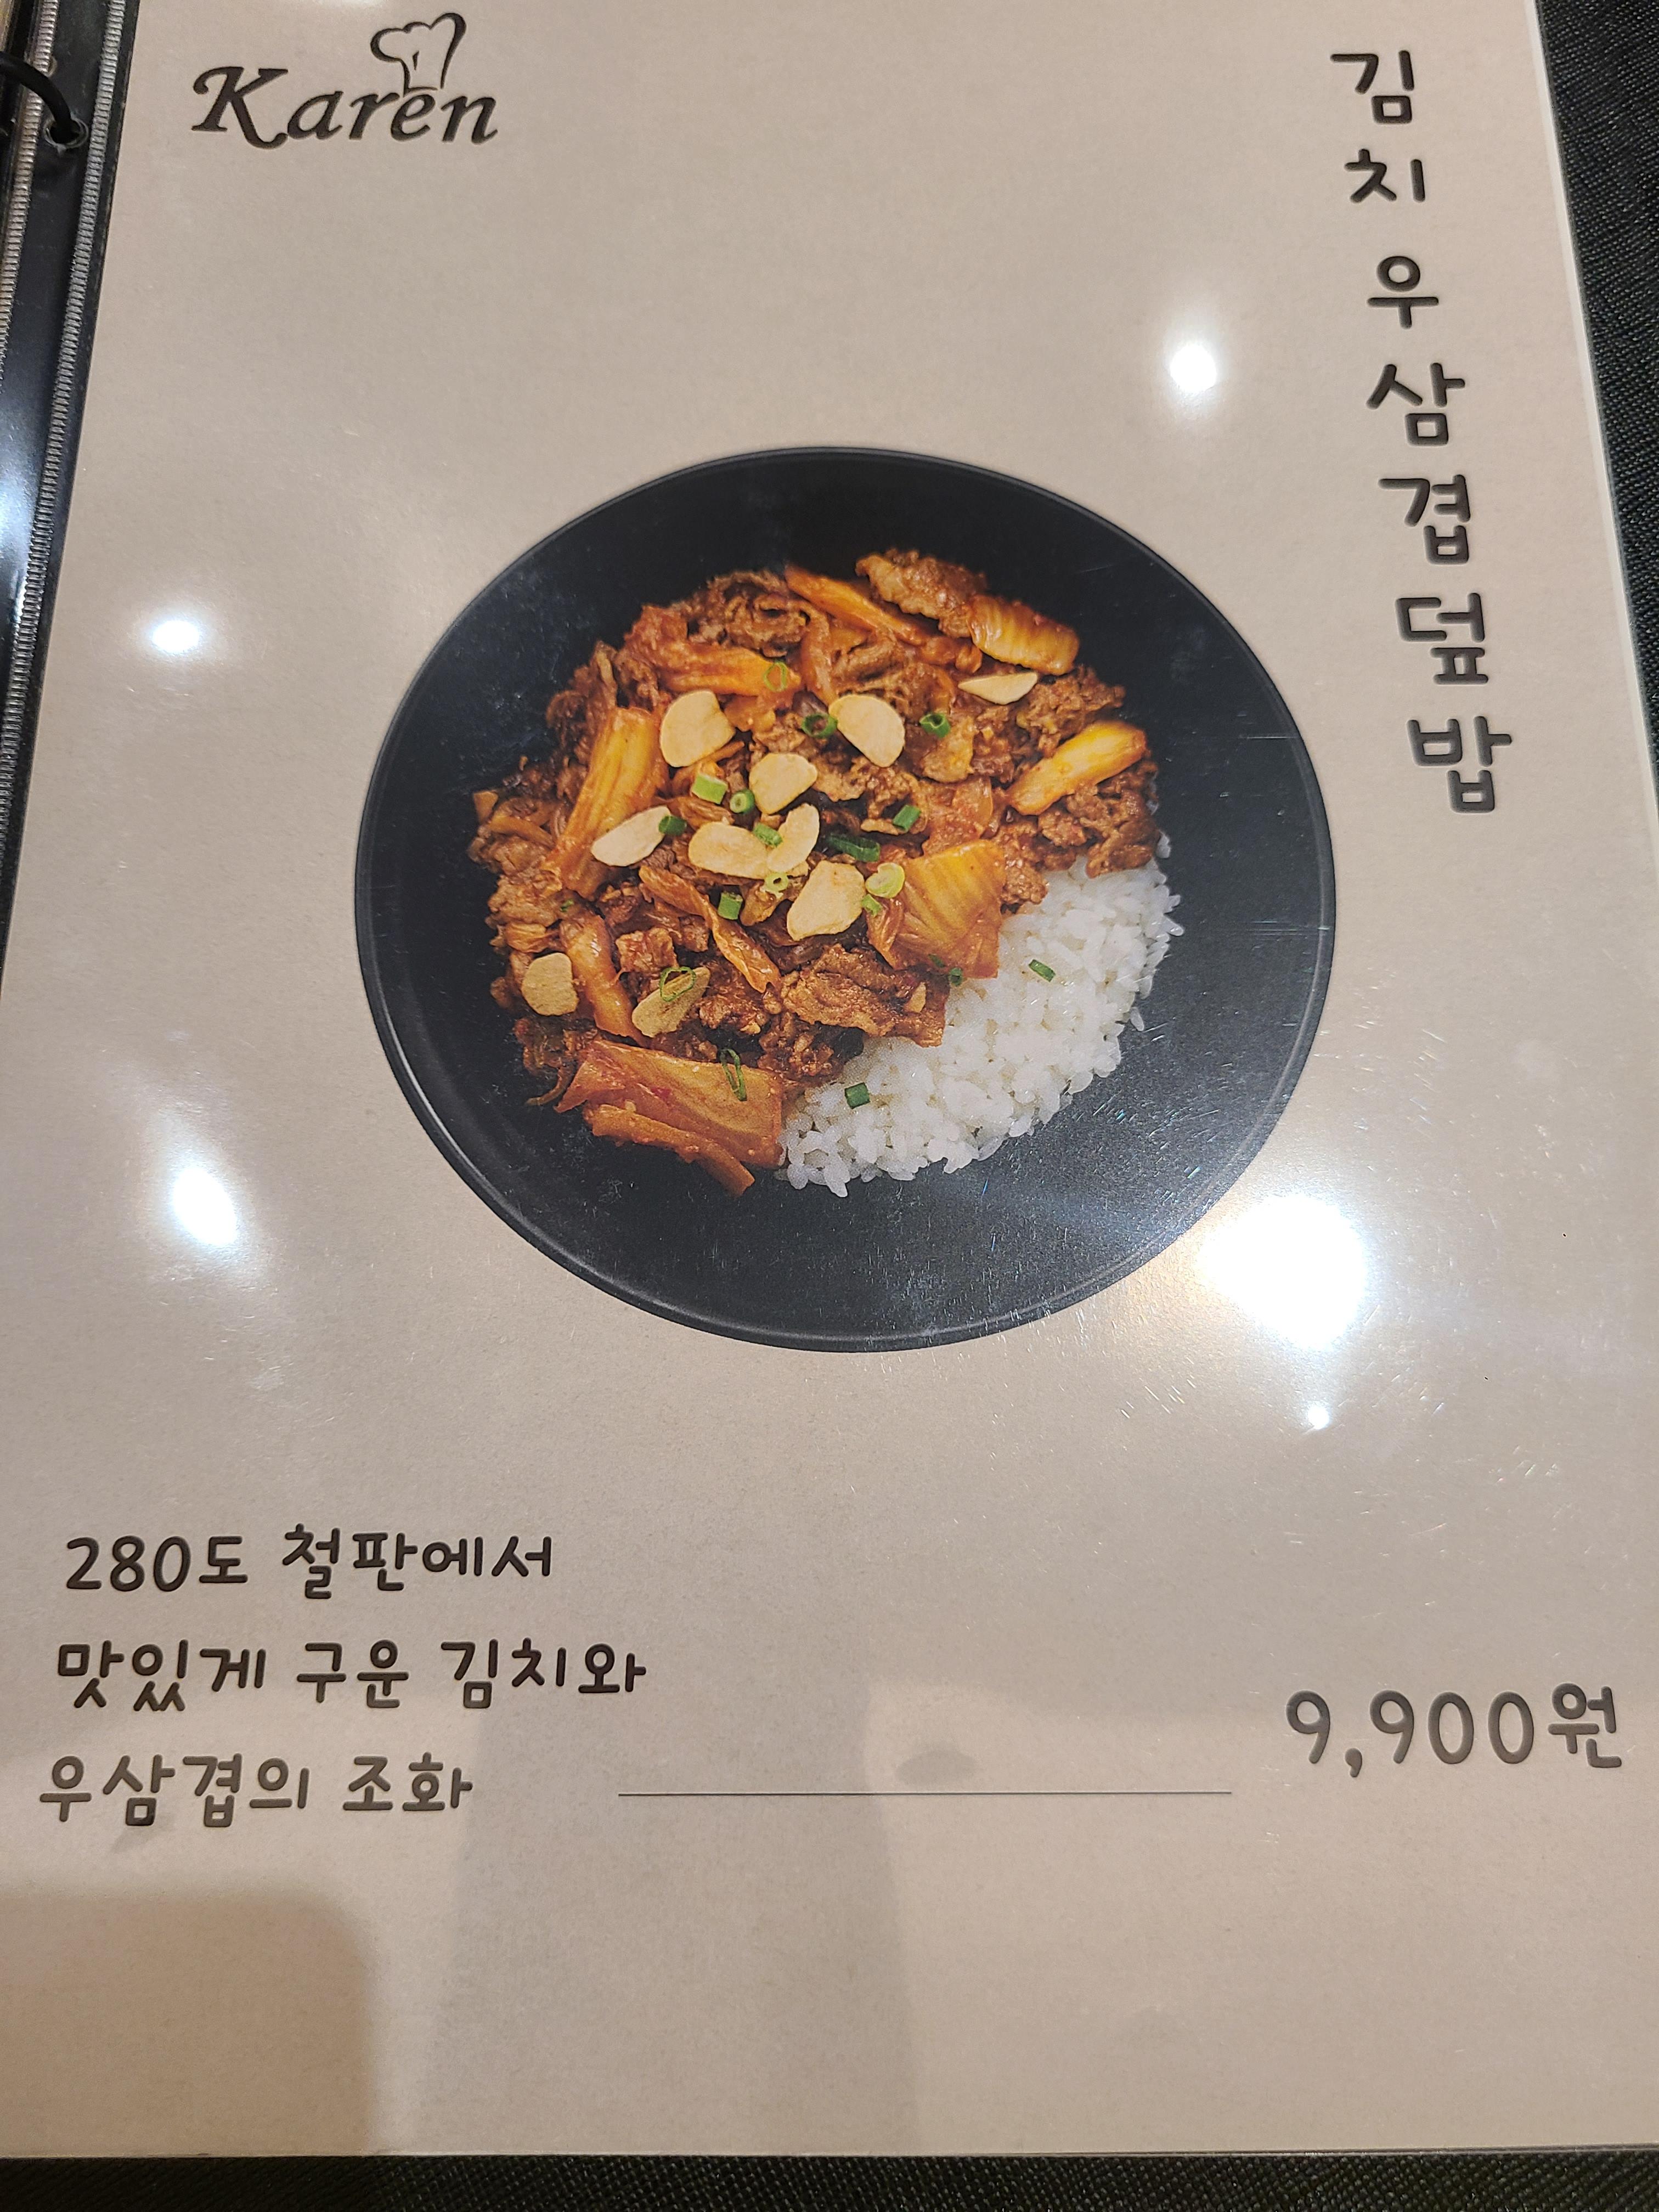 Karen
김치우삼겹덮밥
280도 철판에서
맛있게 구운 김치와
우삼겹의 조화
9,900원